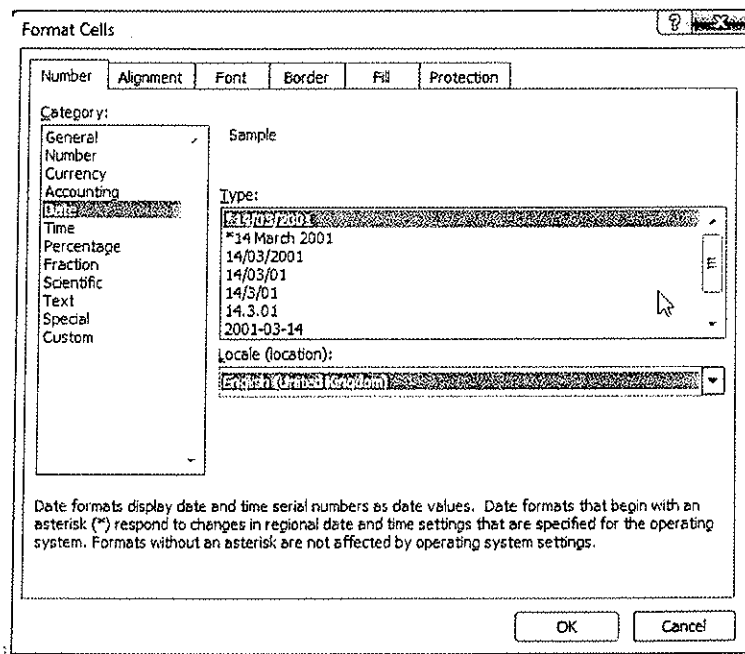 Format Cells
Number Alignment Font Border Fill Protection
Category:
General
Number
Currency
Accounting
Date
Time
Percentage
Fraction
Scientific
Text
Special
Custom
Sample
Type:
*14/03/2001
*14 March 2001
14/03/2001
14/03/01
14/3/01
14.3.01
2001-03-14
Locale (location):
English (United Kingdom)
Date formats display date and time serial numbers as date values. Date formats that begin with an
asterisk (*) respond to changes in regional date and time settings that are specified for the operating
system. Formats without an asterisk are not affected by operating system settings.
OK Cancel